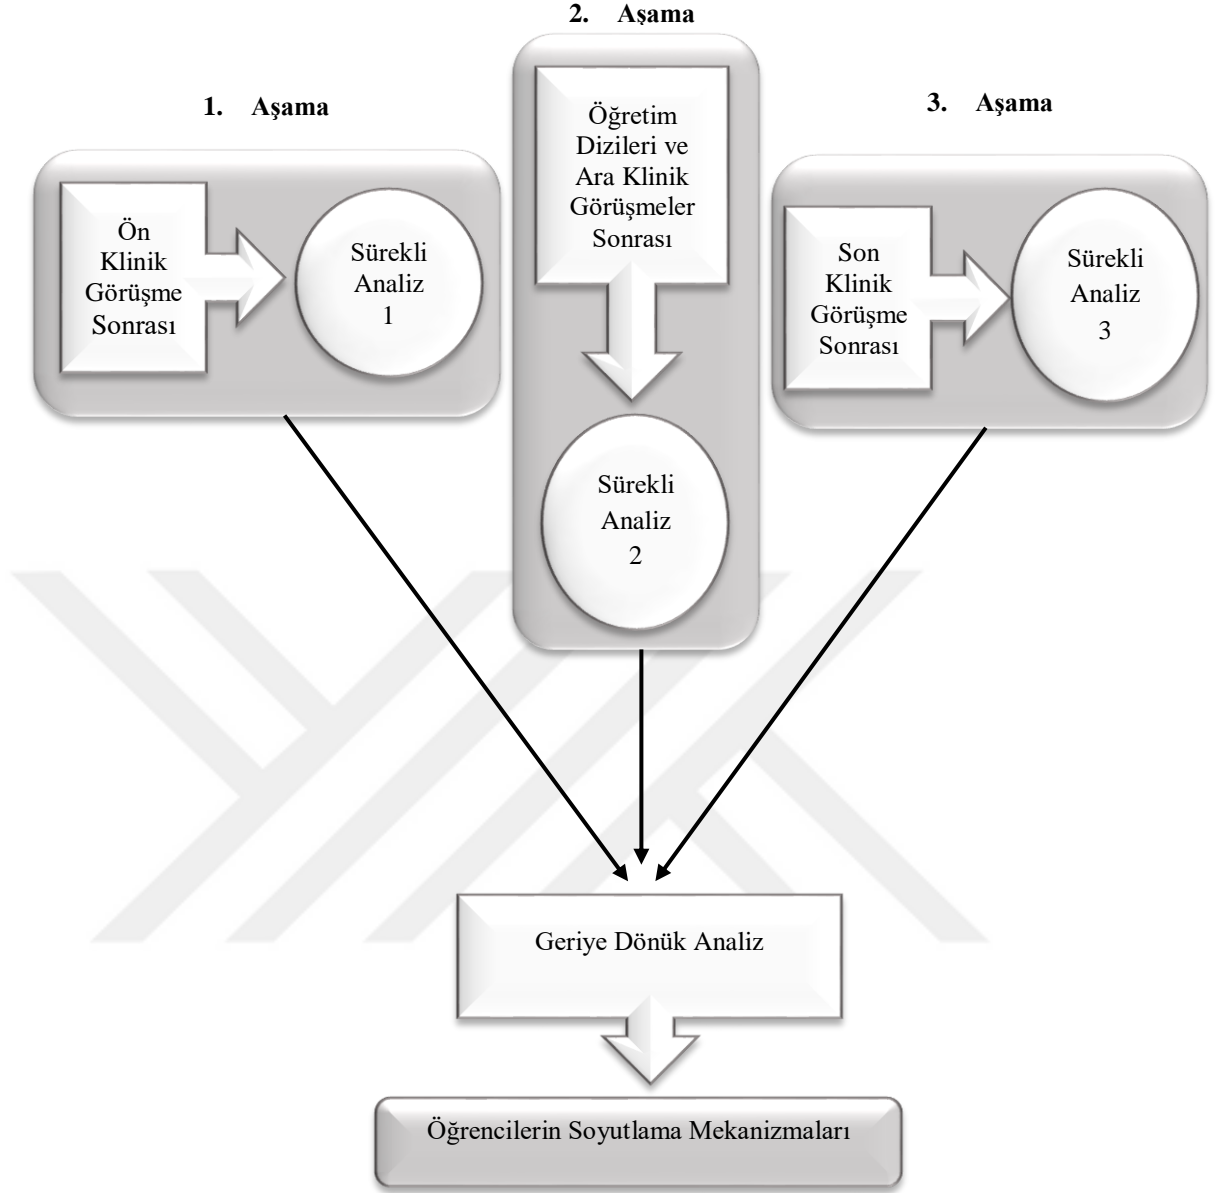 1. Aşama
Ön
Klinik
Görüşme
Sonrası
Sürekli
Analiz
1
2. Aşama
Öğretim
Dizileri ve
Ara Klinik
Görüşmeler
Sonrası
Sürekli
Analiz
2
3. Aşama
Son
Klinik
Görüşme
Sonrası
Sürekli
Analiz
3
Geriye Dönük Analiz
Öğrencilerin Soyutlama Mekanizmaları